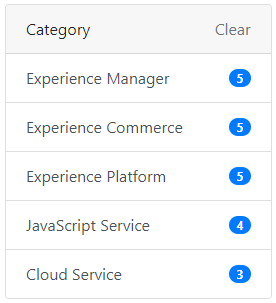 Category Clear
Experience Manager 5
Experience Commerce 5
Experience Platform 5
JavaScript Service 4
Cloud Service 3